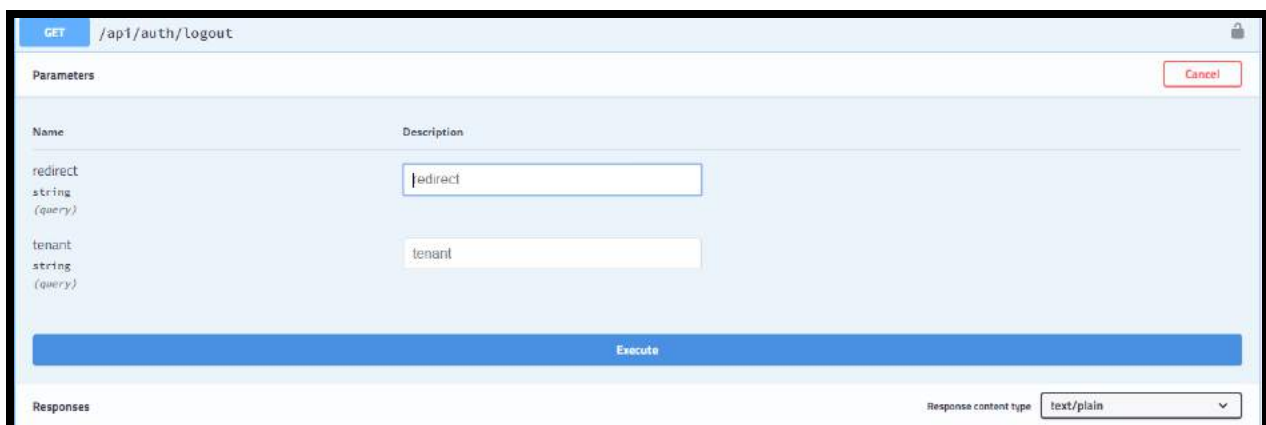 GET /api/auth/logout
Parameters Cancel
Name Description
redirect redirect
string
(query)
tenant tenant
string
(query)
Execute
Responses Response content type text/plain